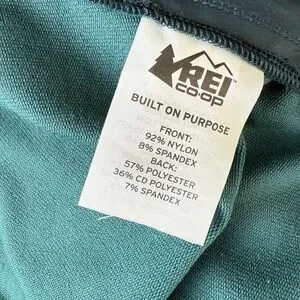 REI
CO·OP
BUILT ON PURPOSE
FRONT:
92% NYLON
8% SPANDEX
BACK:
57% POLYESTER
36% CD POLYESTER
7% SPANDEX